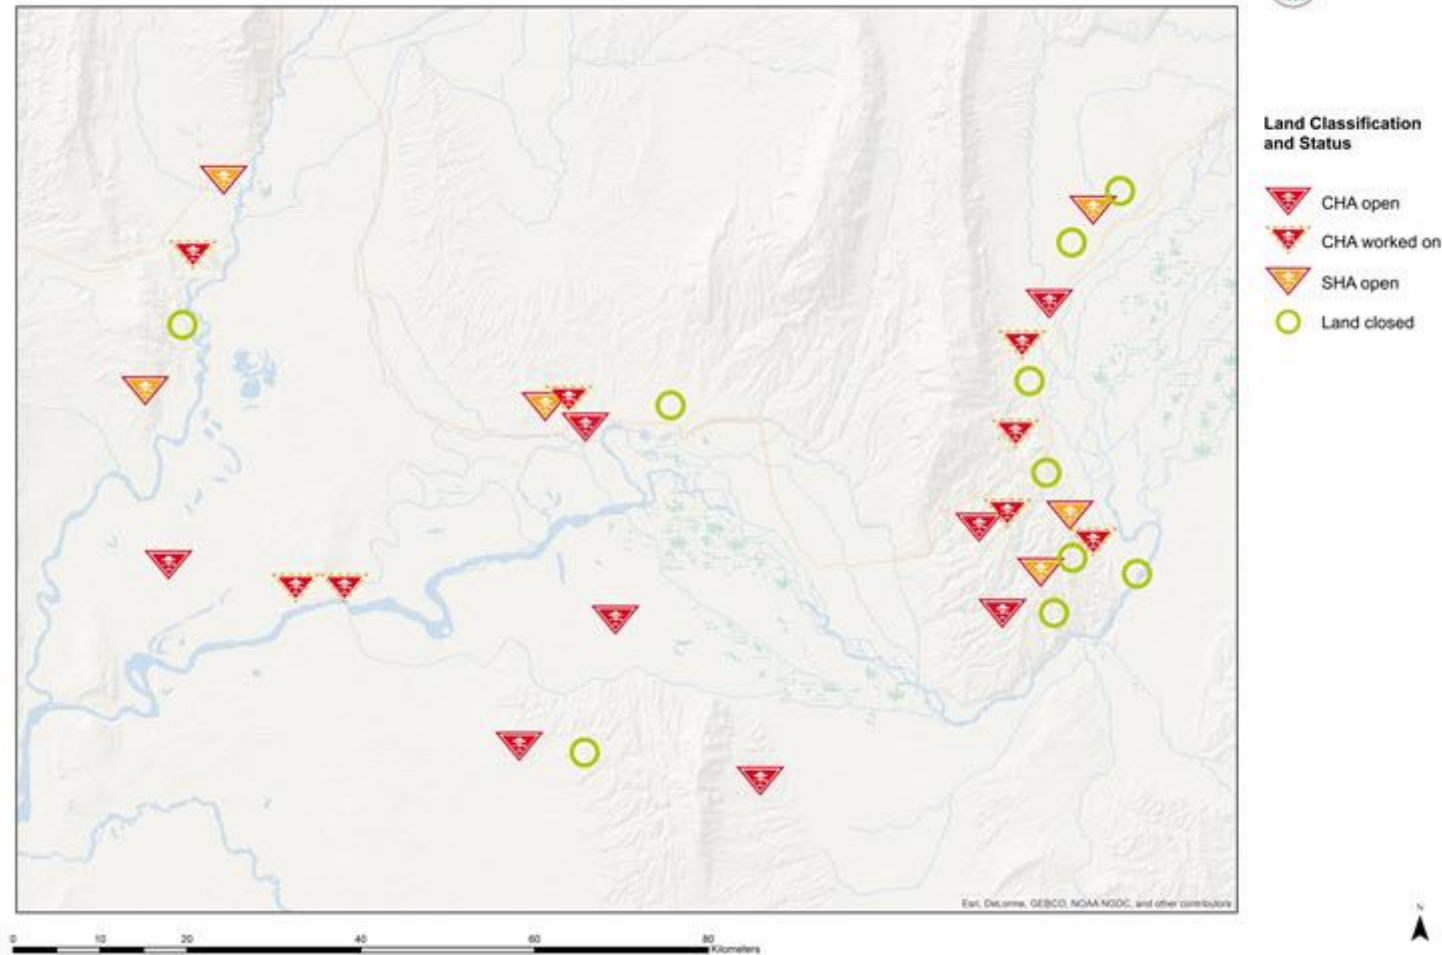 Land Classification
and Status
CHA open
CHA worked on
SHA open
Land closed
Esri, DeLorme, GEBCO, NOAA NGDC, and other contributors
N
0 10 20 40 60 80
Kilometers